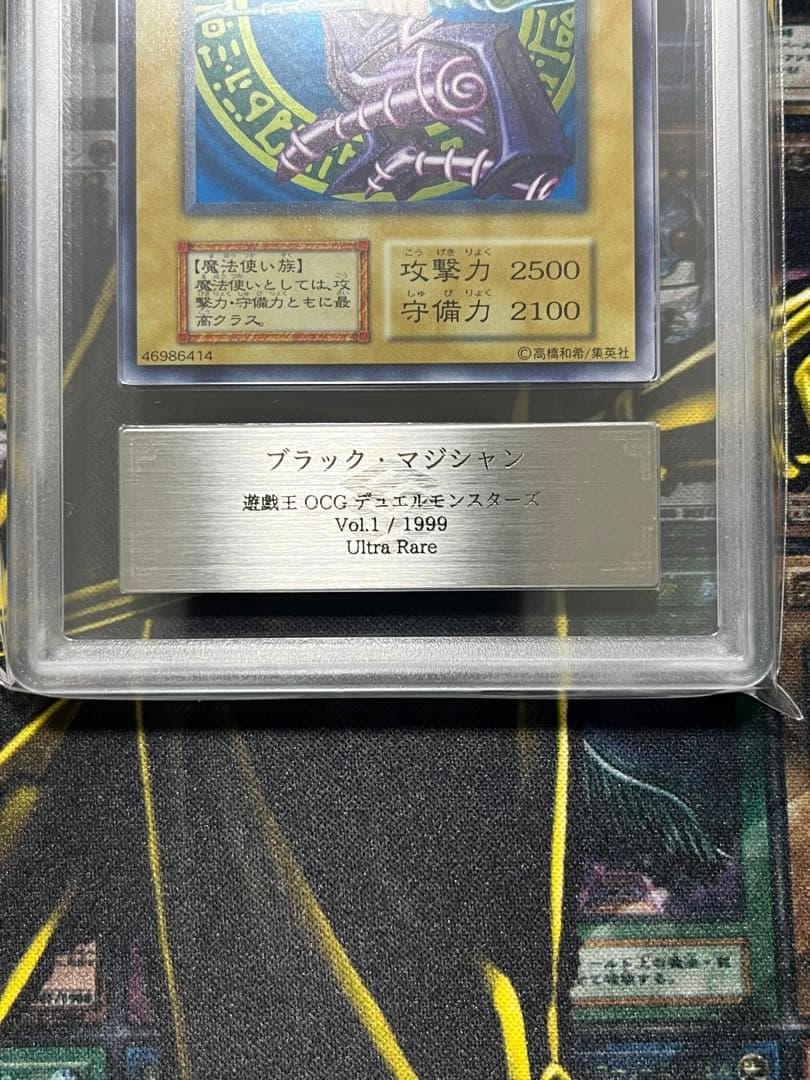 【魔法使い族】
魔法使いとしては、攻
撃力・守備力ともに最
高クラス。
攻撃力 2500
守備力 2100
46986414
©高橋和希/集英社
ブラック・マジシャン
遊戯王 OCG デュエルモンスターズ
Vol.1 / 1999
Ultra Rare